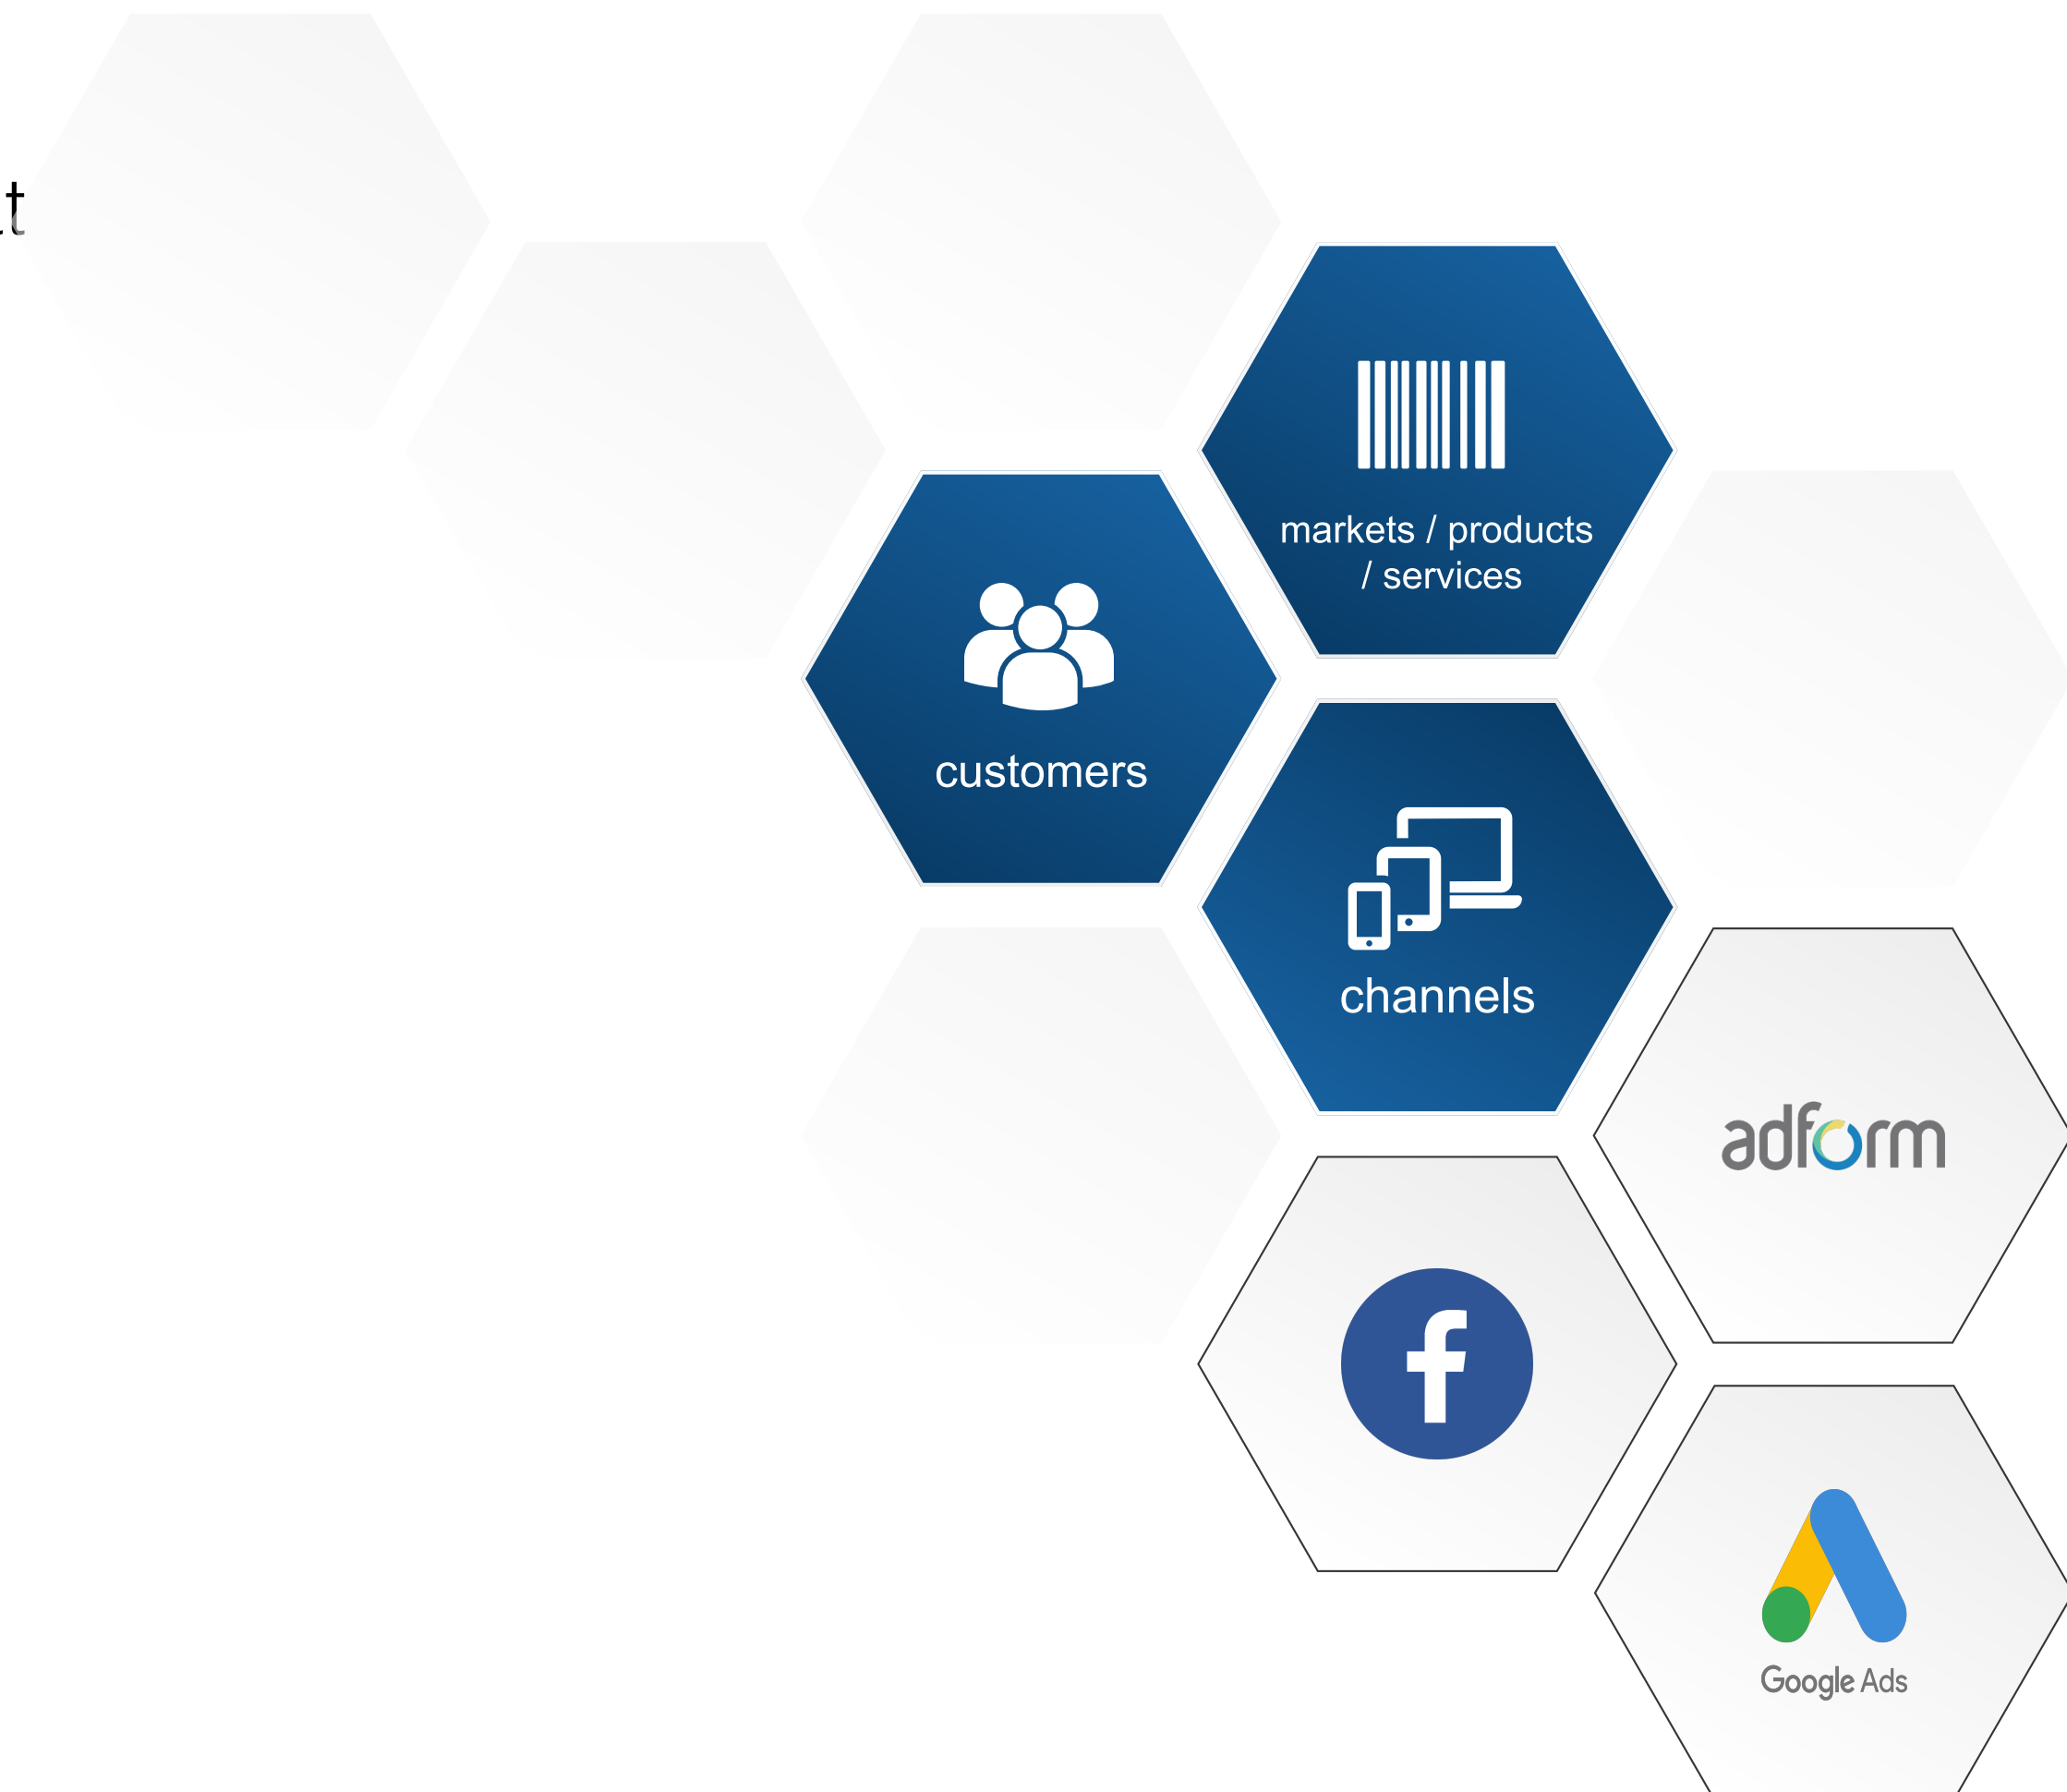 t
markets / products
/ services
customers
channels
adform
Google Ads